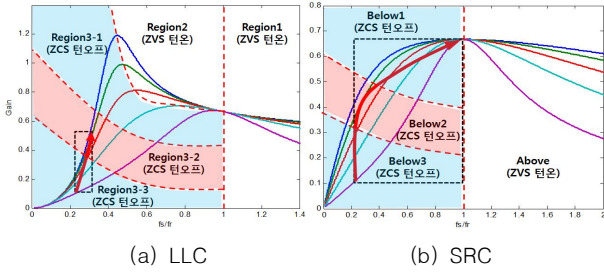 Region3-1
(ZCS 턴오프)
Region2
(ZVS 턴온)
Region1
(ZVS 턴온)
Region3-2
(ZCS 턴오프)
Region3-3
(ZCS 턴오프)
Gain
1.4
1.2
1
0.8
0.6
0.4
0.2
0
0 0.2 0.4 0.6 0.8 1 1.2 1.4
fs/fr
(a) LLC
Below1
(ZCS 턴오프)
Below2
(ZCS 턴오프)
Below3
(ZCS 턴오프)
Above
(ZVS 턴온)
0.8
0.7
0.6
0.5
0.4
0.3
0.2
0.1
0
0 0.2 0.4 0.6 0.8 1 1.2 1.4 1.6 1.8 2
fs/fr
(b) SRC